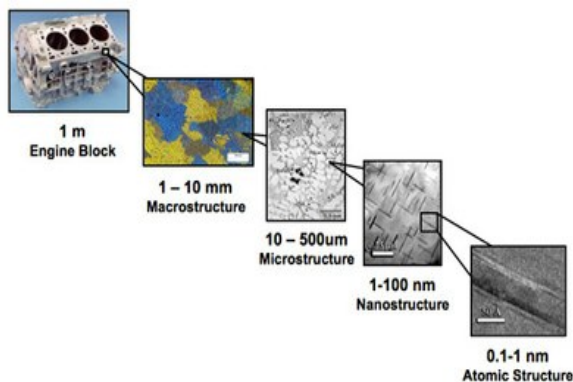 1 m
Engine Block
1 – 10 mm
Macrostructure
10 – 500um
Microstructure
1-100 nm
Nanostructure
0.1-1 nm
Atomic Structure